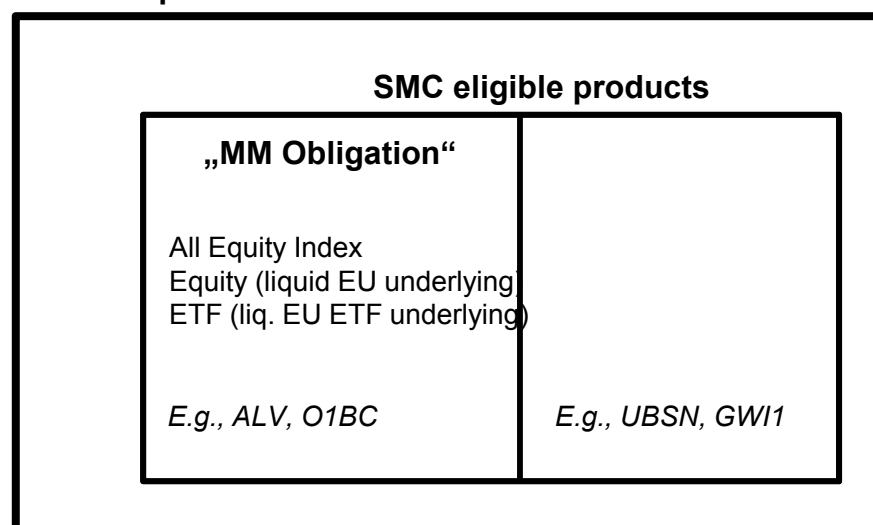 SMC eligible products
„MM Obligation“
All Equity Index
Equity (liquid EU underlying)
ETF (liq. EU ETF underlying)
E.g., ALV, O1BC
E.g., UBSN, GWI1